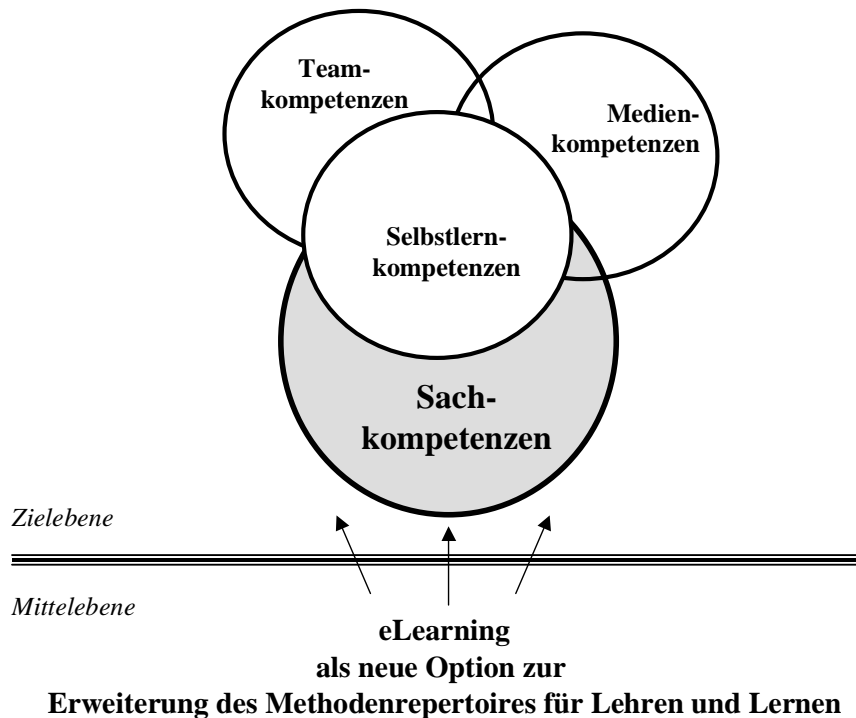 Team-
kompetenzen
Medien-
kompetenzen
Selbstlern-
kompetenzen
Sach-
kompetenzen
Zielebene
Mittelebene
eLearning
als neue Option zur
Erweiterung des Methodenrepertoires für Lehren und Lernen